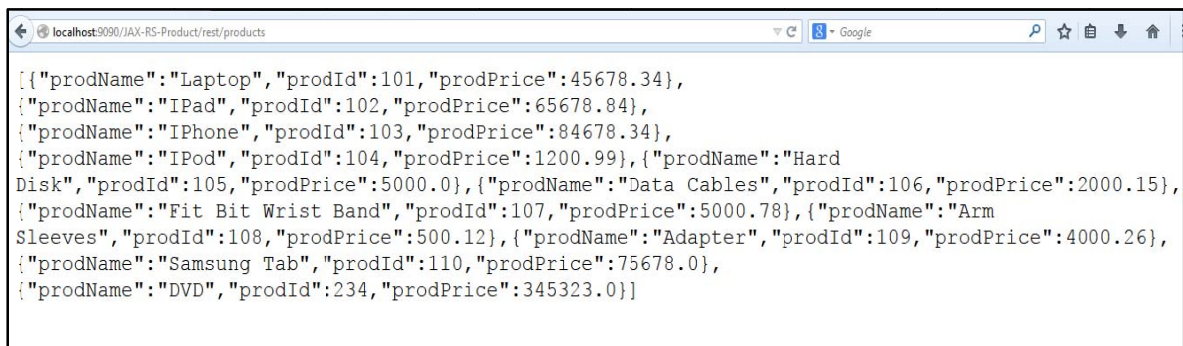 localhost:9090/JAX-RS-Product/rest/products
8 - Google
[{"prodName":"Laptop","prodId":101,"prodPrice":45678.34},
{"prodName":"IPad","prodId":102,"prodPrice":65678.84},
{"prodName":"IPhone","prodId":103,"prodPrice":84678.34},
{"prodName":"IPod","prodId":104,"prodPrice":1200.99},{"prodName":"Hard
Disk","prodId":105,"prodPrice":5000.0},{"prodName":"Data Cables","prodId":106,"prodPrice":2000.15},
{"prodName":"Fit Bit Wrist Band","prodId":107,"prodPrice":5000.78},{"prodName":"Arm
Sleeves","prodId":108,"prodPrice":500.12},{"prodName":"Adapter","prodId":109,"prodPrice":4000.26},
{"prodName":"Samsung Tab","prodId":110,"prodPrice":75678.0},
{"prodName":"DVD","prodId":234,"prodPrice":345323.0}]